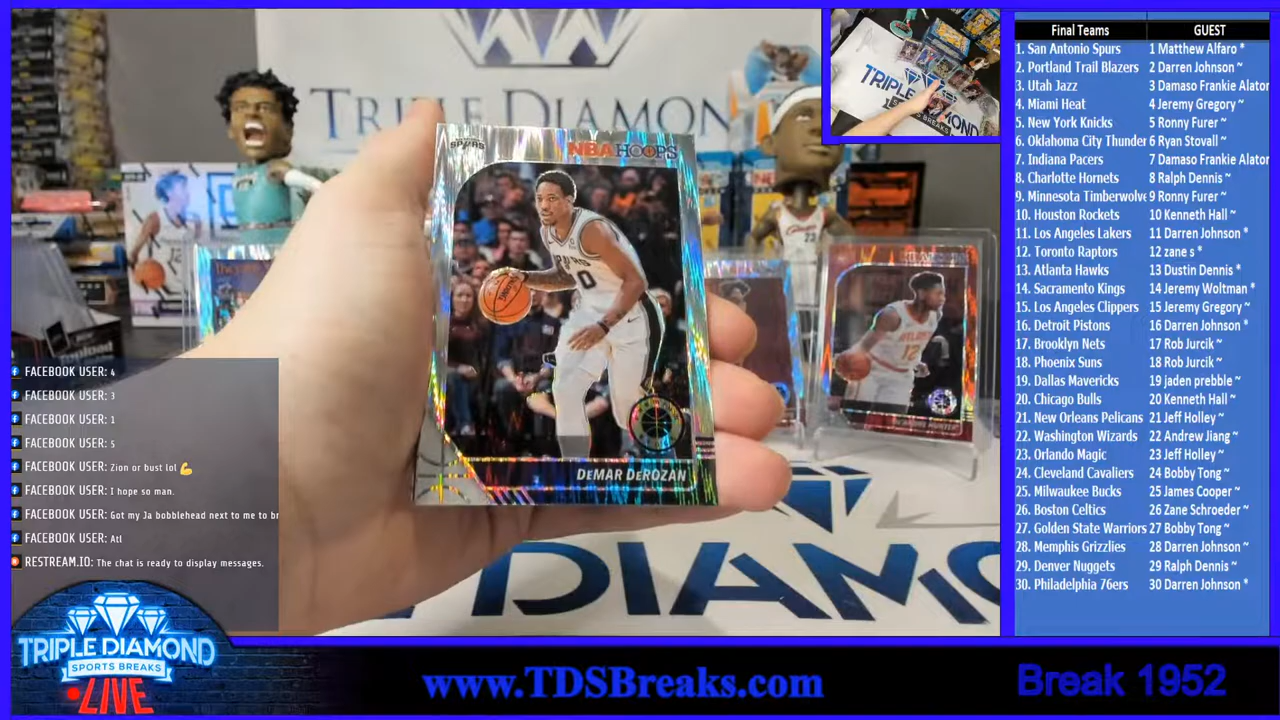 TRIPLE DIAMOND
SPURS
NBA HOOPS
SPURS
DEMAR DEROZAN
12
DE'ANDRE HUNTER
23
DIAMO
TRIPLE
DIAMOND
BREAKS
FACEBOOK USER: 4
FACEBOOK USER: 3
FACEBOOK USER: 1
FACEBOOK USER: 5
FACEBOOK USER: Zion or bust lol 💪
FACEBOOK USER: I hope so man.
FACEBOOK USER: Got my Ja bobblehead next to me to br
FACEBOOK USER: Atl
RESTREAM.IO: The chat is ready to display messages.
TRIPLE DIAMOND
SPORTS BREAKS
LIVE
www.TDSBreaks.com
Break 1952
Final Teams GUEST
1. San Antonio Spurs 1 Matthew Alfaro *
2. Portland Trail Blazers 2 Darren Johnson ~
3. Utah Jazz 3 Damaso Frankie Alator
4. Miami Heat 4 Jeremy Gregory ~
5. New York Knicks 5 Ronny Furer ~
6. Oklahoma City Thunder 6 Ryan Stovall ~
7. Indiana Pacers 7 Damaso Frankie Alator
8. Charlotte Hornets 8 Ralph Dennis ~
9. Minnesota Timberwolve 9 Ronny Furer ~
10. Houston Rockets 10 Kenneth Hall ~
11. Los Angeles Lakers 11 Darren Johnson *
12. Toronto Raptors 12 zane s *
13. Atlanta Hawks 13 Dustin Dennis *
14. Sacramento Kings 14 Jeremy Woltman *
15. Los Angeles Clippers 15 Jeremy Gregory ~
16. Detroit Pistons 16 Darren Johnson *
17. Brooklyn Nets 17 Rob Jurcik ~
18. Phoenix Suns 18 Rob Jurcik ~
19. Dallas Mavericks 19 jaden prebble ~
20. Chicago Bulls 20 Kenneth Hall ~
21. New Orleans Pelicans 21 Jeff Holley ~
22. Washington Wizards 22 Andrew Jiang ~
23. Orlando Magic 23 Jeff Holley ~
24. Cleveland Cavaliers 24 Bobby Tong ~
25. Milwaukee Bucks 25 James Cooper ~
26. Boston Celtics 26 Zane Schroeder ~
27. Golden State Warriors 27 Bobby Tong ~
28. Memphis Grizzlies 28 Darren Johnson ~
29. Denver Nuggets 29 Ralph Dennis ~
30. Philadelphia 76ers 30 Darren Johnson *